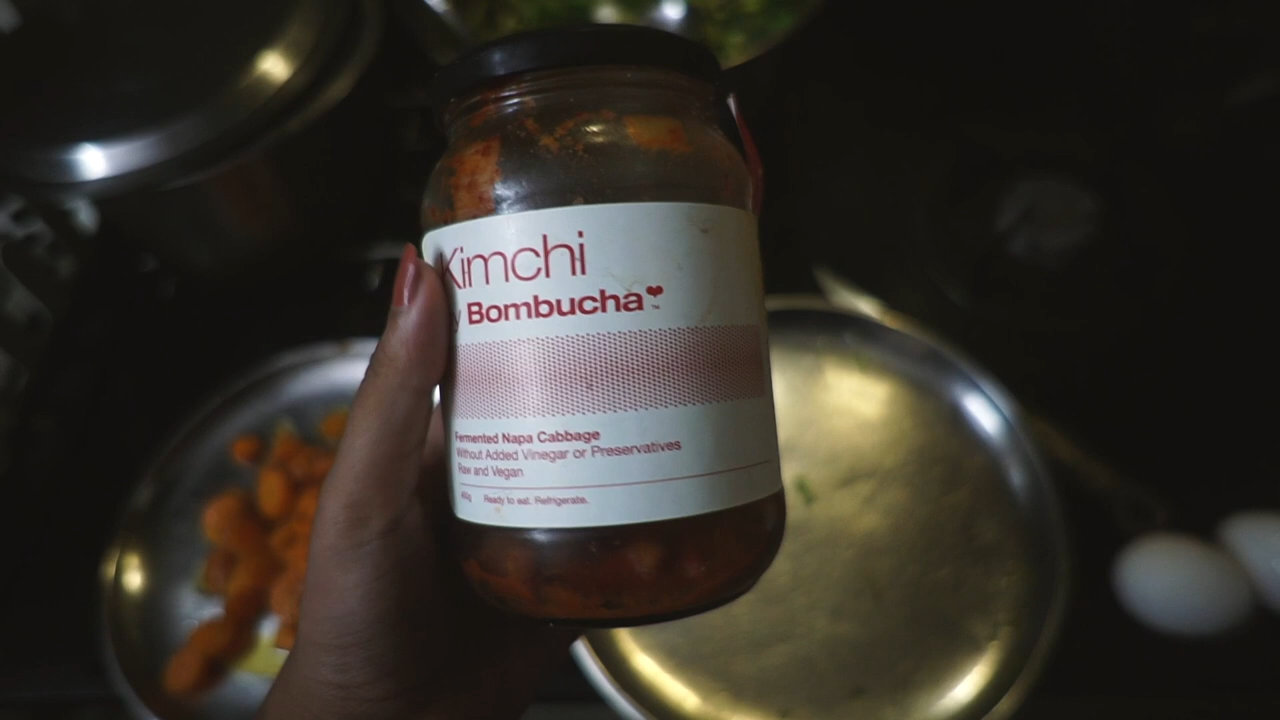 Kimchi
Bombucha
Fermented Napa Cabbage
Without Added Vinegar or Preservatives
Raw and Vegan
Ready to eat. Refrigerate.